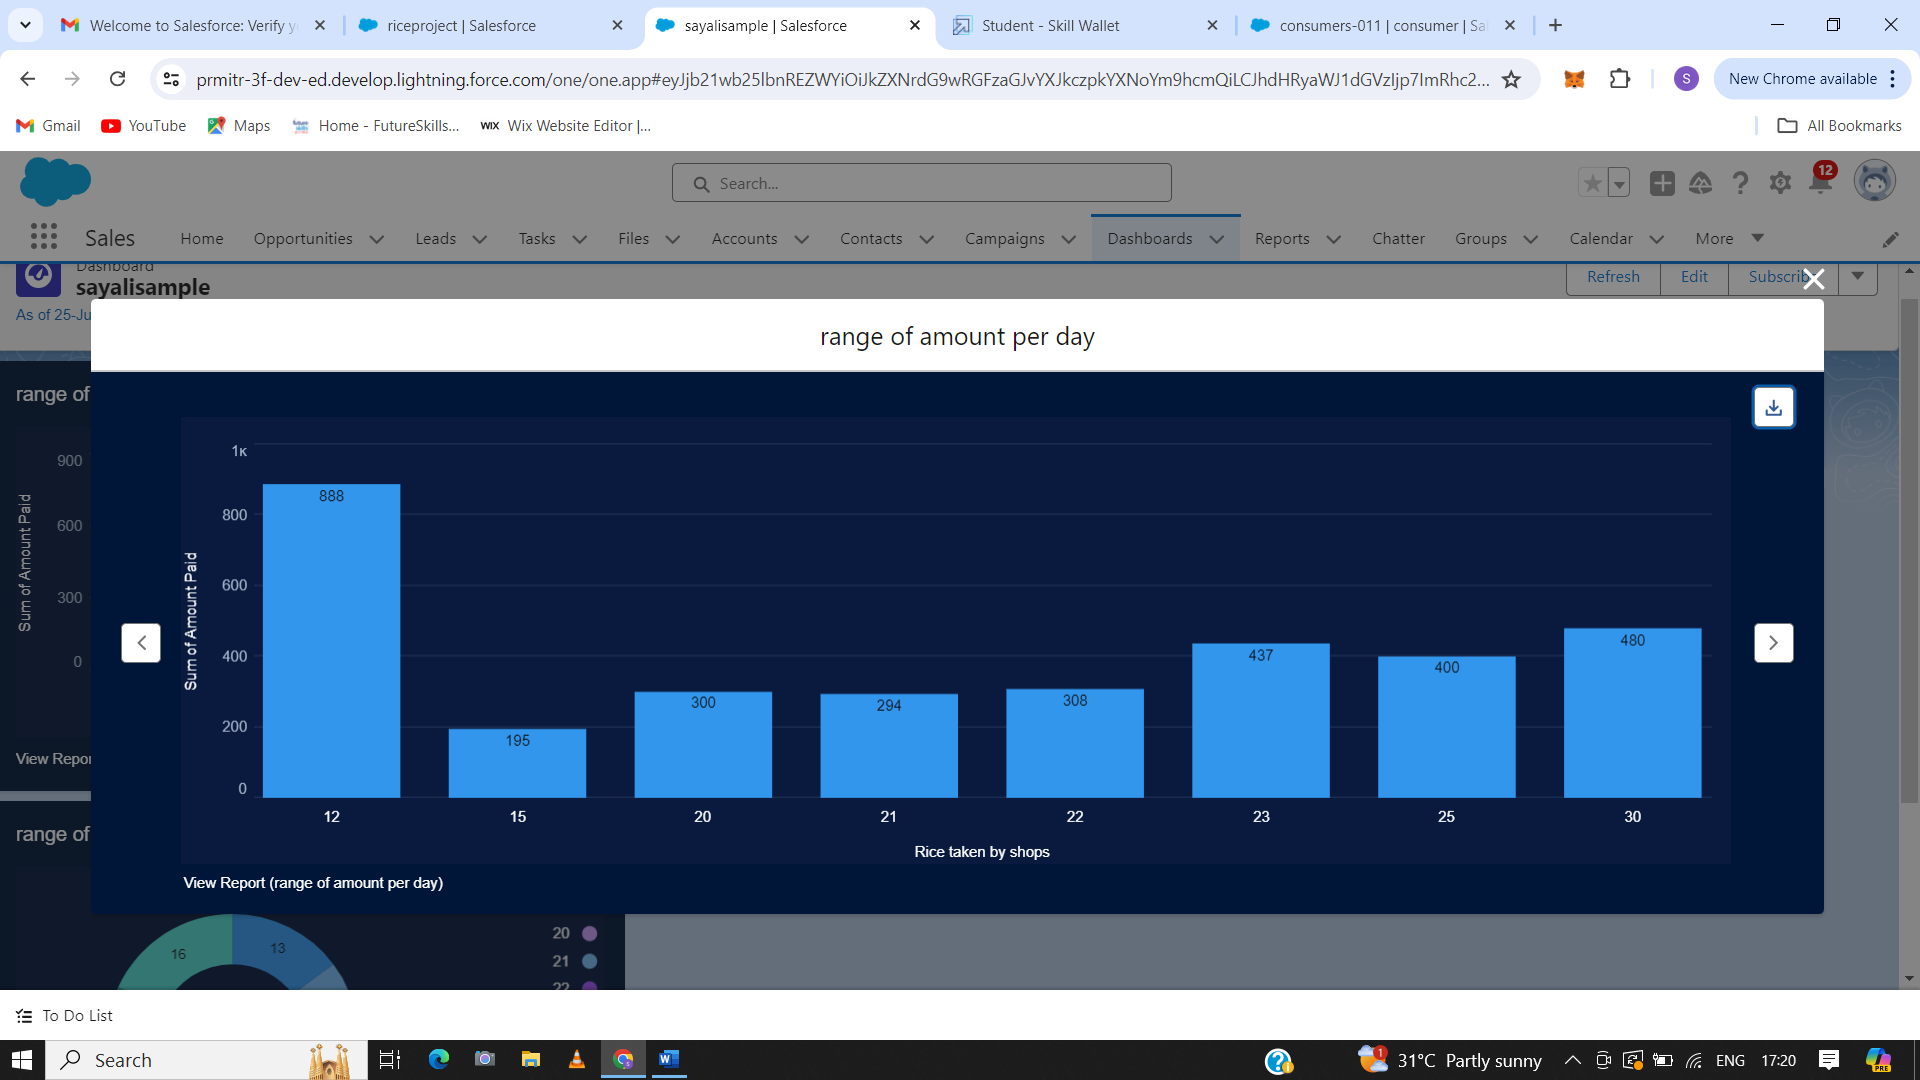 Welcome to Salesforce: Verify y
riceproject | Salesforce
sayalisample | Salesforce
Student - Skill Wallet
consumers-011 | consumer | Sa
prmitr-3f-dev-ed.develop.lightning.force.com/one/one.app#eyJjb21wb25lbnREZWYiOiJkZXNrdG9wRGFzaGJvYXJkczpkYXNoYm9hcmQiLCJhdHRyaWJ1dGVzIjp7ImRhc2...
S
New Chrome available
Gmail
YouTube
Maps
Home - FutureSkills...
WIX Wix Website Editor |...
All Bookmarks
Search...
12
Sales
Home
Opportunities
Leads
Tasks
Files
Accounts
Contacts
Campaigns
Dashboards
Reports
Chatter
Groups
Calendar
More
Dashboard
sayalisample
As of 25-Ju
Refresh
Edit
Subscribe
range of amount per day
range of
900
600
300
0
Sum of Amount Paid
View Repor
1K
800
600
400
200
0
Sum of Amount Paid
888
195
300
294
308
437
400
480
12
15
20
21
22
23
25
30
Rice taken by shops
View Report (range of amount per day)
range of
16
13
20
21
22
To Do List
Search
1
31°C Partly sunny
ENG
17:20
PRE